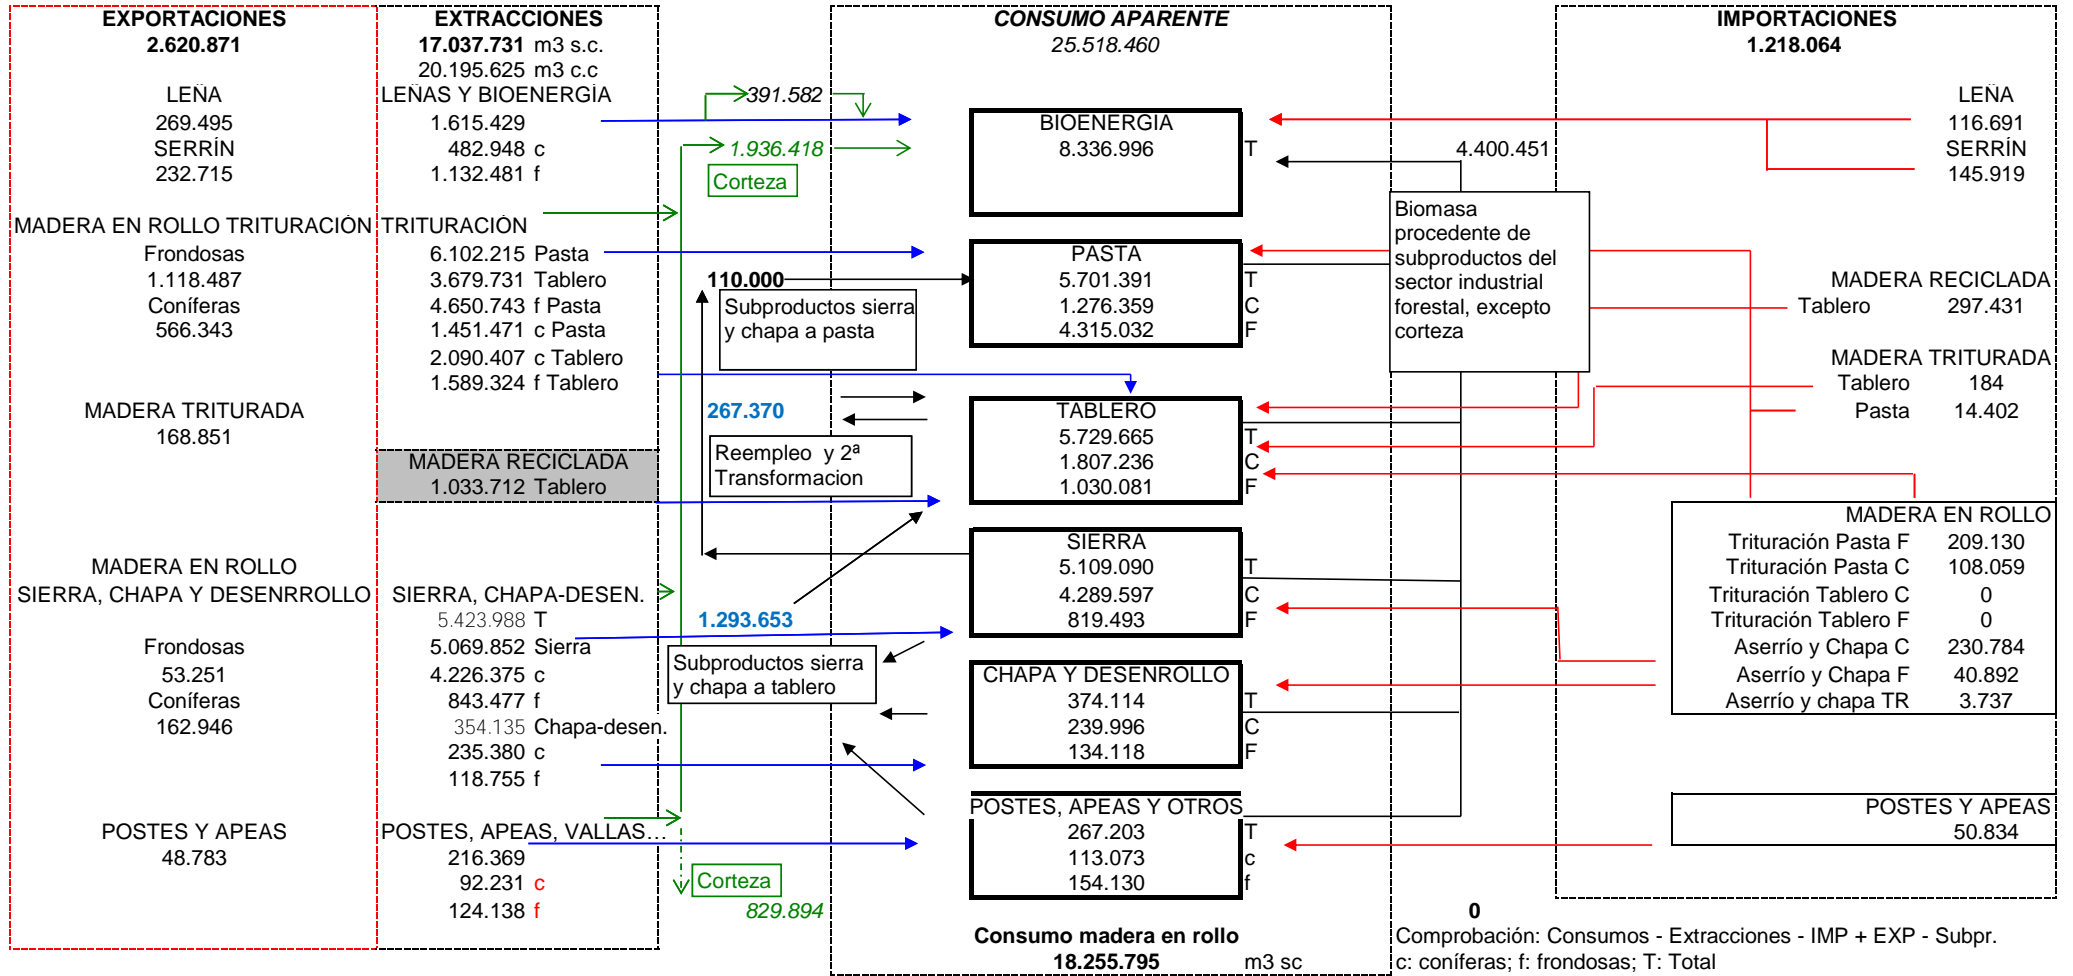 EXPORTACIONES
2.620.871
LEÑA
269.495
SERRÍN
232.715
MADERA EN ROLLO TRITURACIÓN
Frondosas
1.118.487
Coníferas
566.343
MADERA TRITURADA
168.851
MADERA EN ROLLO
SIERRA, CHAPA Y DESENRROLLO
Frondosas
53.251
Coníferas
162.946
POSTES Y APEAS
48.783
EXTRACCIONES
17.037.731 m3 s.c.
20.195.625 m3 c.c
LEÑAS Y BIOENERGÍA
1.615.429
482.948 c
1.132.481 f
TRITURACIÓN
6.102.215 Pasta
3.679.731 Tablero
4.650.743 f Pasta
1.451.471 c Pasta
2.090.407 c Tablero
1.589.324 f Tablero
MADERA RECICLADA
1.033.712 Tablero
SIERRA, CHAPA-DESEN.
5.423.988 T
5.069.852 Sierra
4.226.375 c
843.477 f
354.135 Chapa-desen.
235.380 c
118.755 f
POSTES, APEAS, VALLAS...
216.369
92.231 c
124.138 f
391.582
1.936.418
Corteza
110.000
Subproductos sierra
y chapa a pasta
267.370
Reempleo y 2ª
Transformacion
1.293.653
Subproductos sierra
y chapa a tablero
Corteza
829.894
CONSUMO APARENTE
25.518.460
BIOENERGIA
8.336.996 T
PASTA
5.701.391 T
1.276.359 C
4.315.032 F
TABLERO
5.729.665 T
1.807.236 C
1.030.081 F
SIERRA
5.109.090 T
4.289.597 C
819.493 F
CHAPA Y DESENROLLO
374.114 T
239.996 C
134.118 F
POSTES, APEAS Y OTROS
267.203 T
113.073 c
154.130 f
Consumo madera en rollo
18.255.795 m3 sc
4.400.451
Biomasa
procedente de
subproductos del
sector industrial
forestal, excepto
corteza
IMPORTACIONES
1.218.064
LEÑA
116.691
SERRÍN
145.919
MADERA RECICLADA
Tablero 297.431
MADERA TRITURADA
Tablero 184
Pasta 14.402
MADERA EN ROLLO
Trituración Pasta F 209.130
Trituración Pasta C 108.059
Trituración Tablero C 0
Trituración Tablero F 0
Aserrío y Chapa C 230.784
Aserrío y Chapa F 40.892
Aserrío y chapa TR 3.737
POSTES Y APEAS
50.834
0
Comprobación: Consumos - Extracciones - IMP + EXP - Subpr.
c: coníferas; f: frondosas; T: Total